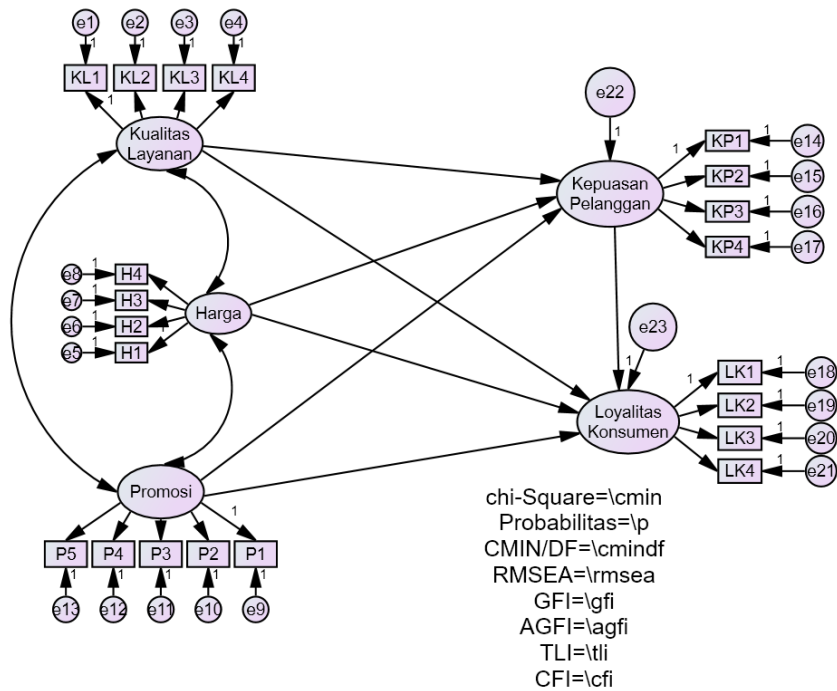 e1 e2 e3 e4
1 1 1 1
KL1 KL2 KL3 KL4
1
Kualitas
Layanan
e22
1
Kepuasan
Pelanggan
1
KP1 1 e14
KP2 1 e15
KP3 1 e16
KP4 1 e17
e8 1 H4
e7 1 H3
e6 1 H2
e5 1 H1
1
Harga
e23
1
Loyalitas
Konsumen
1
LK1 1 e18
LK2 1 e19
LK3 1 e20
LK4 1 e21
Promosi
1
P5 P4 P3 P2 P1
1 1 1 1 1
e13 e12 e11 e10 e9
chi-Square=\cmin
Probabilitas=\p
CMIN/DF=\cmindf
RMSEA=\rmsea
GFI=\gfi
AGFI=\agfi
TLI=\tli
CFI=\cfi